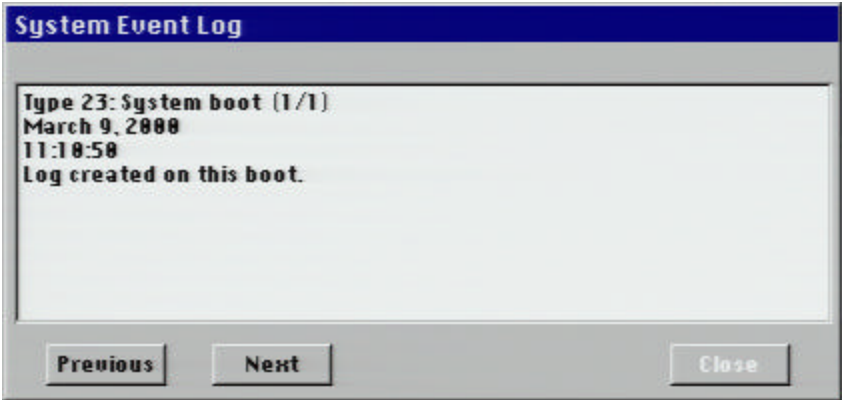 System Event Log
Type 23: System boot (1/1)
March 9, 2000
11:10:50
Log created on this boot.
Previous
Next
Close